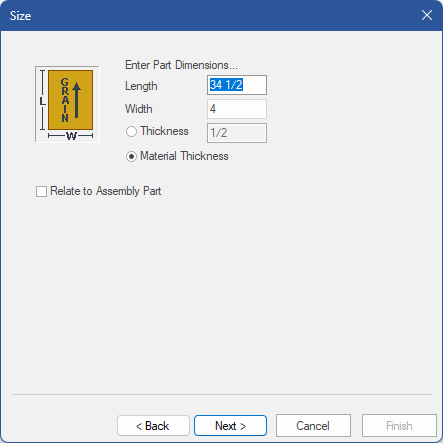 Size
Enter Part Dimensions...
Length 34 1/2
Width 4
Thickness 1/2
Material Thickness
GRAIN
L
W
Relate to Assembly Part
< Back Next > Cancel Finish